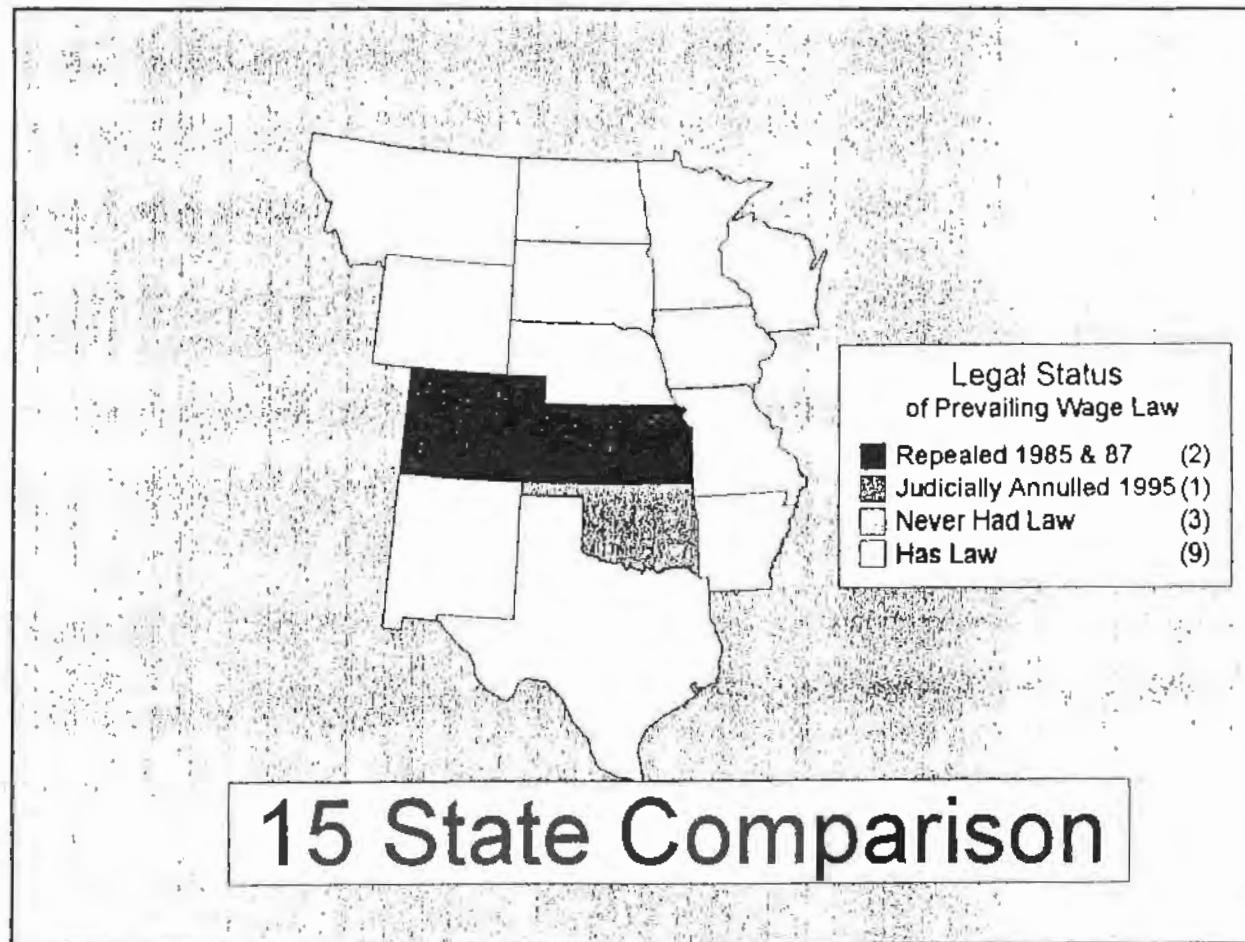 Legal Status
of Prevailing Wage Law
Repealed 1985 & 87 (2)
Judicially Annulled 1995 (1)
Never Had Law (3)
Has Law (9)
15 State Comparison